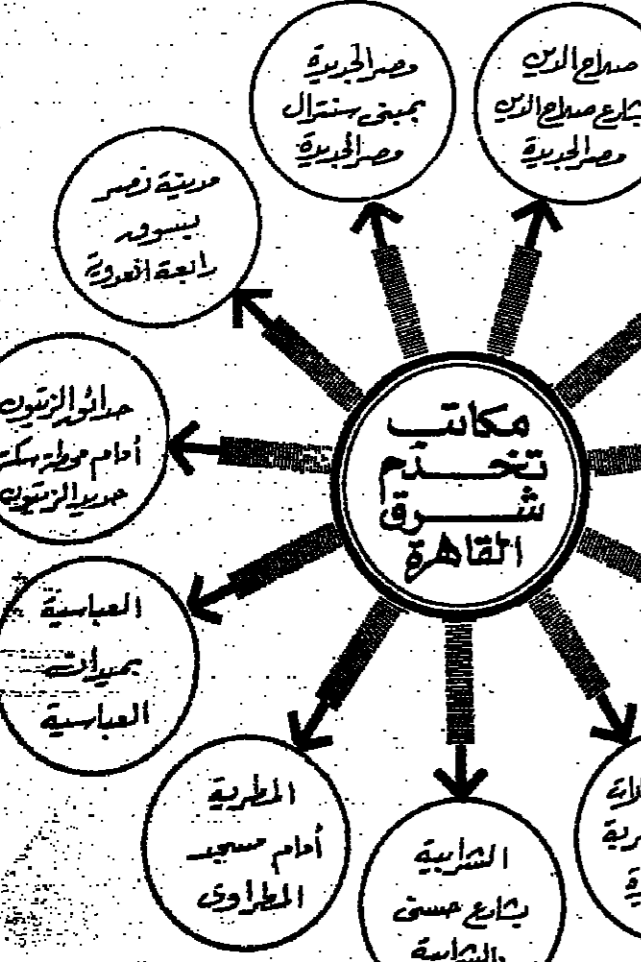 صلاح الدين
بشارع صلاح الدين
مصر الجديدة
مصر الجديدة
بمبنى سنترال
مصر الجديدة
مدينة نصر
بسوق
رابعة العدوية
حدائق الزيتون
أمام محطة سكة
حديد الزيتون
مكاتب
تخدم
شرق
القاهرة
العباسية
بميدان
العباسية
المطرية
أمام مسجد
المطراوى
الشرابية
بشارع حسنى
بالشرابية